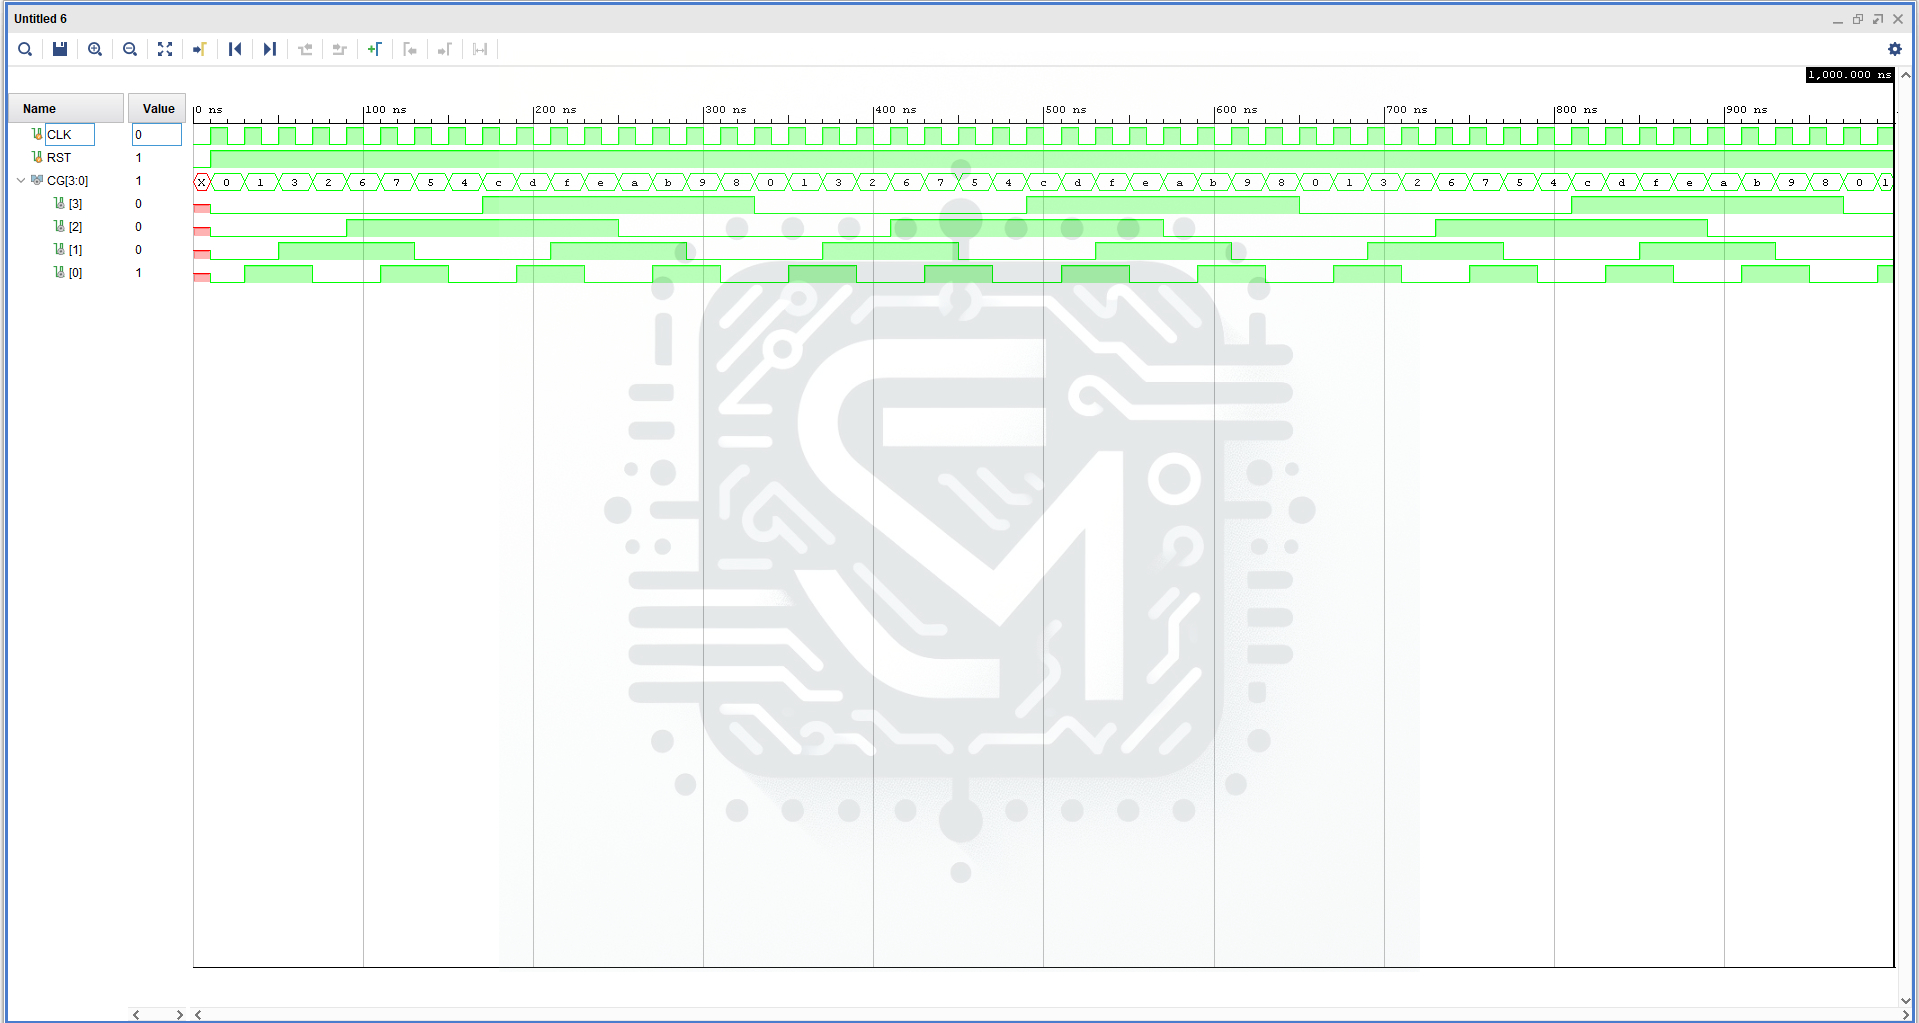 Untitled 6
1,000.000 ns
Name Value
0 ns 100 ns 200 ns 300 ns 400 ns 500 ns 600 ns 700 ns 800 ns 900 ns
CLK 0
RST 1
CG[3:0] 1 X 0 1 3 2 6 7 5 4 c d f e a b 9 8 0 1 3 2 6 7 5 4 c d f e a b 9 8 0 1 3 2 6 7 5 4 c d f e a b 9 8 0 1
[3] 0
[2] 0
[1] 0
[0] 1